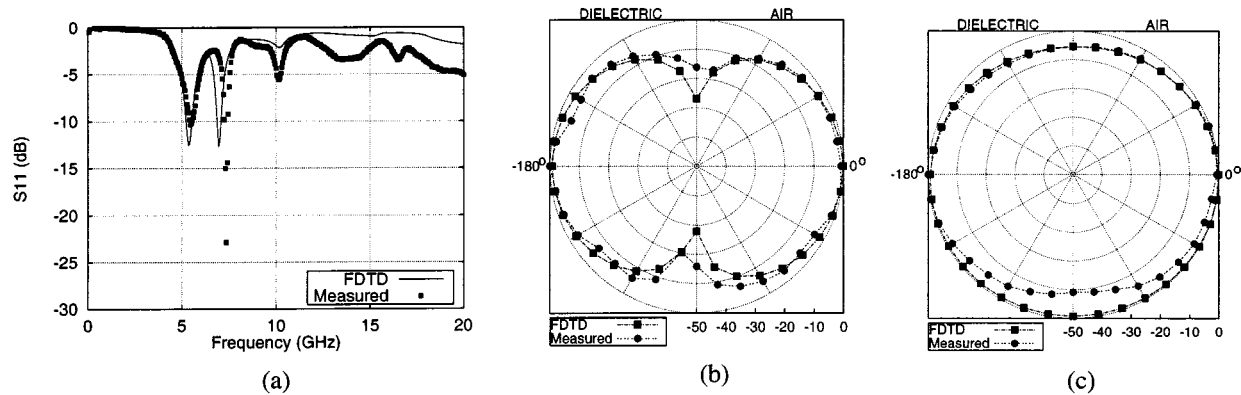 0
-5
-10
-15
-20
-25
-30
S11 (dB)
FDTD
Measured
0 5 10 15 20
Frequency (GHz)
(a)
DIELECTRIC AIR
-180° 0°
FDTD
Measured
-50 -40 -30 -20 -10 0
(b)
DIELECTRIC AIR
-180° 0°
FDTD
Measured
-50 -40 -30 -20 -10 0
(c)